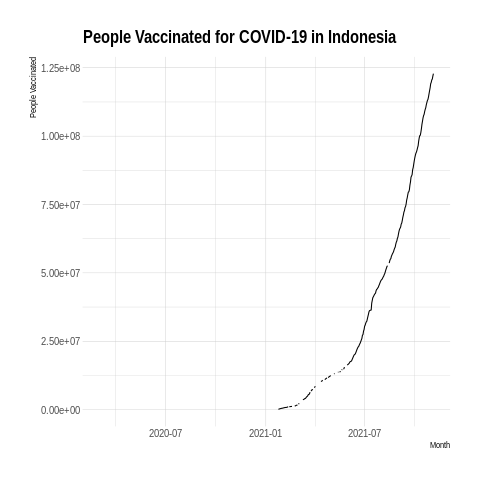 People Vaccinated for COVID-19 in Indonesia
People Vaccinated
1.25e+08
1.00e+08
7.50e+07
5.00e+07
2.50e+07
0.00e+00
2020-07
2021-01
2021-07
Month